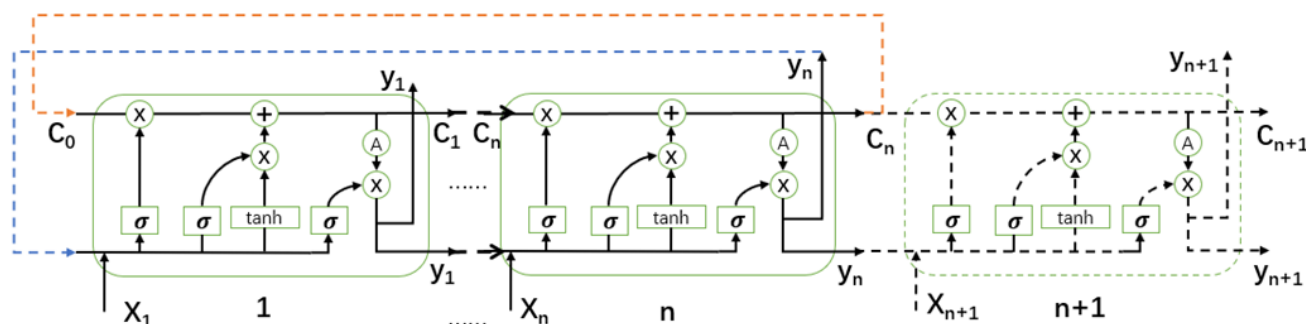 y1 yn yn+1
X + X + X +
C0 C1 Cn Cn Cn+1
A A A
X X X X X X
...... 
σ σ tanh σ σ σ tanh σ σ σ tanh σ
y1 yn yn+1
X1 1 Xn n Xn+1 n+1
......